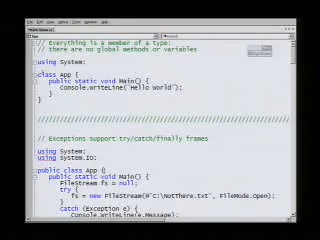 // Everything is a member of a type:
// there are no global methods or variables
using System;
class App {
public static void Main() {
Console.WriteLine("Hello World");
}
}
// Exceptions support try/catch/finally frames
using System;
using System.IO;
public class App {
public static void Main() {
FileStream fs = null;
try {
fs = new FileStream(@"C:\NotThere.txt", FileMode.Open);
}
catch (Exception e) {
Console.WriteLine(e.Message);